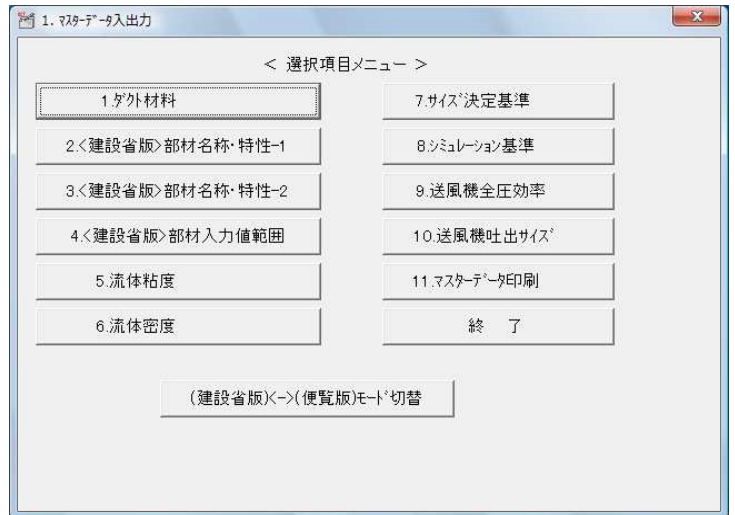 1. ﾏｽﾀｰﾃﾞｰﾀ入出力
< 選択項目メニュー >
1.ﾀﾞｸﾄ材料
2.<建設省版>部材名称･特性-1
3.<建設省版>部材名称･特性-2
4.<建設省版>部材入力値範囲
5.流体粘度
6.流体密度
7.ｻｲｽﾞ決定基準
8.ｼﾐｭﾚｰｼｮﾝ基準
9.送風機全圧効率
10.送風機吐出ｻｲｽﾞ
11.ﾏｽﾀｰﾃﾞｰﾀ印刷
終　了
(建設省版)<->(便覧版)ﾓｰﾄﾞ切替